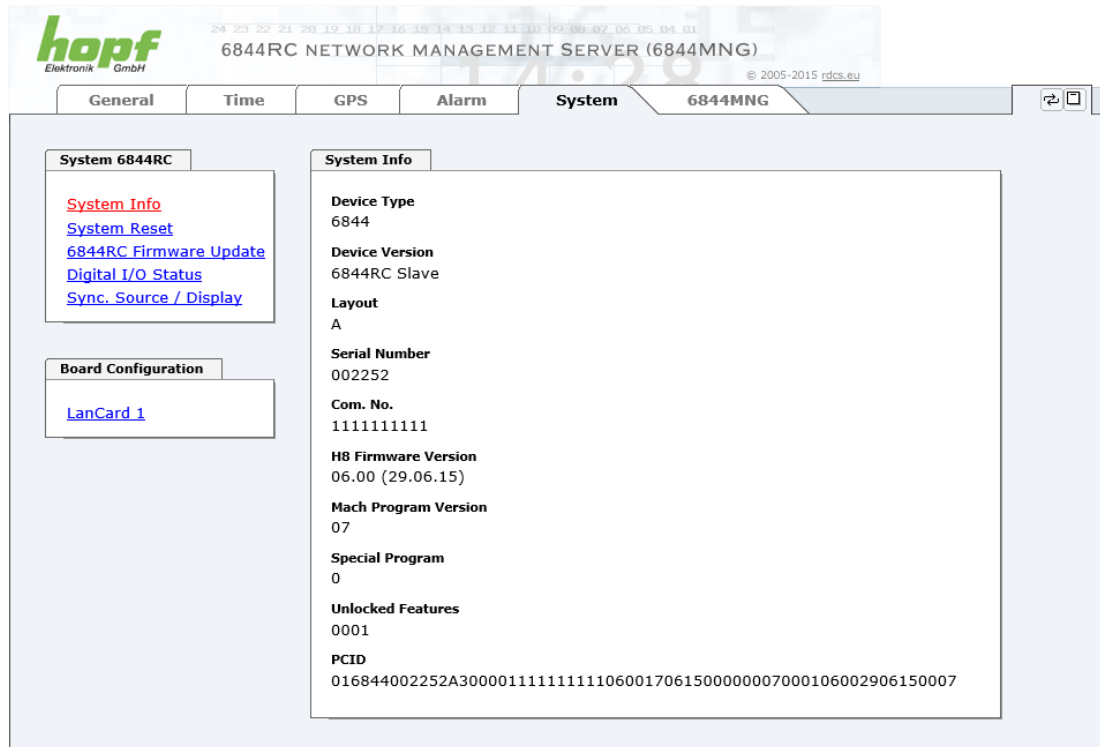 hopf
Elektronik GmbH
24 23 22 21 20 19 18 17 16 15 14 13 12 11 10 09 08 07 06 05 04 01
6844RC NETWORK MANAGEMENT SERVER (6844MNG)
14:28
© 2005-2015 rdcs.eu
General Time GPS Alarm System 6844MNG
System 6844RC
System Info
System Reset
6844RC Firmware Update
Digital I/O Status
Sync. Source / Display
Board Configuration
LanCard 1
System Info
Device Type
6844
Device Version
6844RC Slave
Layout
A
Serial Number
002252
Com. No.
1111111111
H8 Firmware Version
06.00 (29.06.15)
Mach Program Version
07
Special Program
0
Unlocked Features
0001
PCID